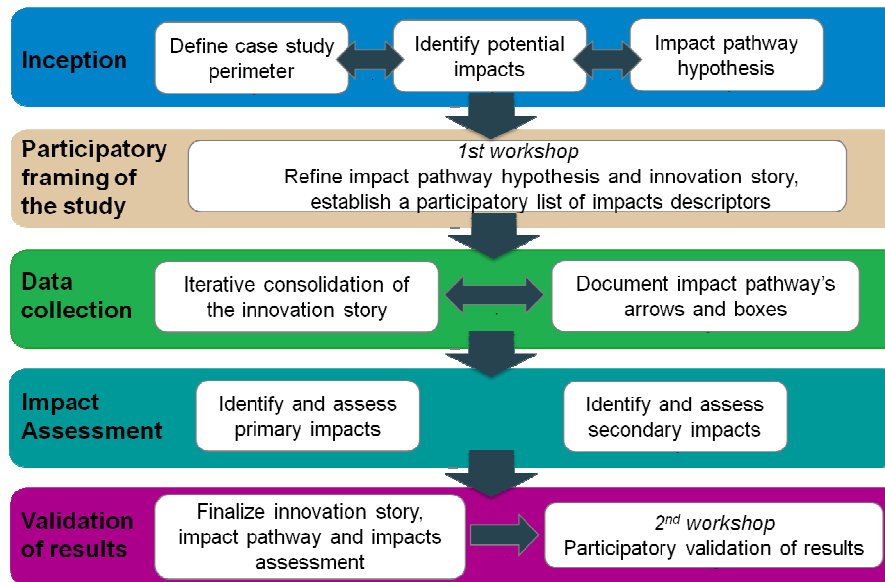 Inception
Define case study
perimeter
Identify potential
impacts
Impact pathway
hypothesis
Participatory
framing of
the study
1st workshop
Refine impact pathway hypothesis and innovation story,
establish a participatory list of impacts descriptors
Data
collection
Iterative consolidation of
the innovation story
Document impact pathway's
arrows and boxes
Impact
Assessment
Identify and assess
primary impacts
Identify and assess
secondary impacts
Validation
of results
Finalize innovation story,
impact pathway and impacts
assessment
2nd workshop
Participatory validation of results